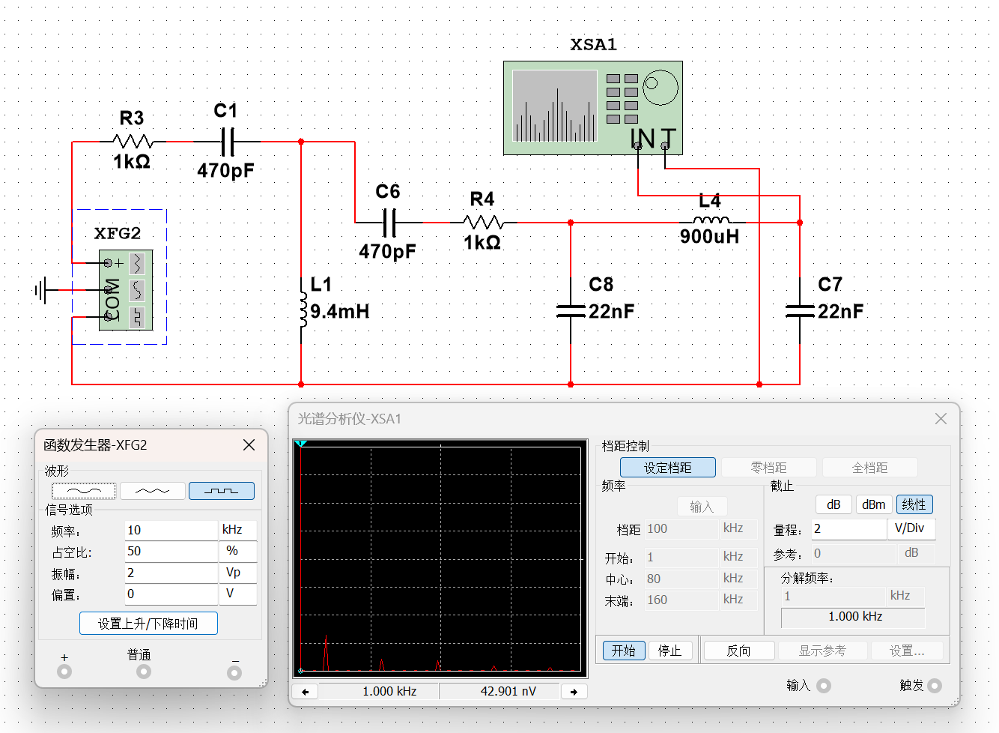 XSA1
IN T
R3
1kΩ
C1
470pF
C6
470pF
R4
1kΩ
L4
900uH
XFG2
+
COM
L1
9.4mH
C8
22nF
C7
22nF
函数发生器-XFG2
波形
信号选项
频率： 10 kHz
占空比： 50 %
振幅： 2 Vp
偏置： 0 V
设置上升/下降时间
+ 普通 −
光谱分析仪-XSA1
1
1.000 kHz 42.901 nV
档距控制
设定档距 零档距 全档距
频率
输入
档距 100 kHz
开始： 1 kHz
中心： 80 kHz
末端： 160 kHz
截止
dB dBm 线性
量程： 2 V/Div
参考： 0 dB
分解频率：
1 kHz
1.000 kHz
开始 停止 反向 显示参考 设置...
输入 触发